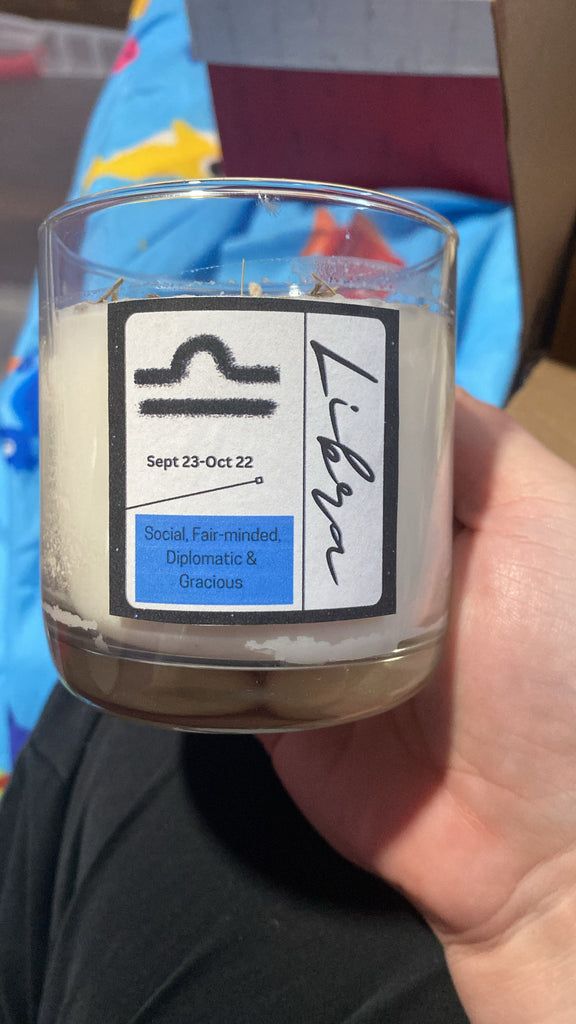 Sept 23-Oct 22
Social, Fair-minded,
Diplomatic &
Gracious
Libra